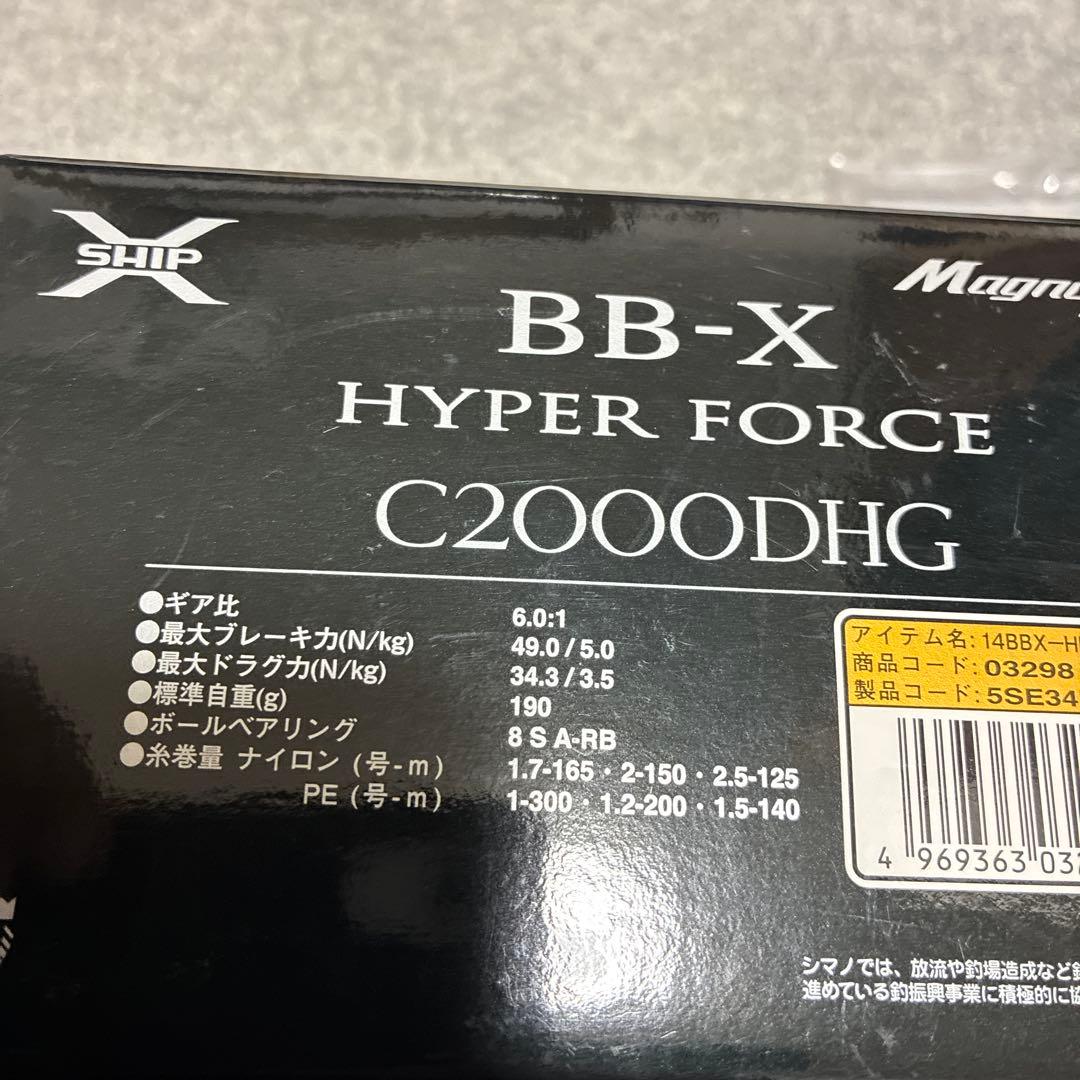 X
SHIP
BB-X
HYPER FORCE
C2000DHG
●ギア比 6.0:1
●最大ブレーキ力(N/kg) 49.0/5.0
●最大ドラグ力(N/kg) 34.3/3.5
●標準自重(g) 190
●ボールベアリング 8 S A-RB
●糸巻量 ナイロン (号-m) 1.7-165・2-150・2.5-125
PE (号-m) 1-300・1.2-200・1.5-140
アイテム名: 14BBX-H
商品コード: 03298
製品コード: 5SE34
4 969363 03
シマノでは、放流や釣場造成など
進めている釣振興事業に積極的に